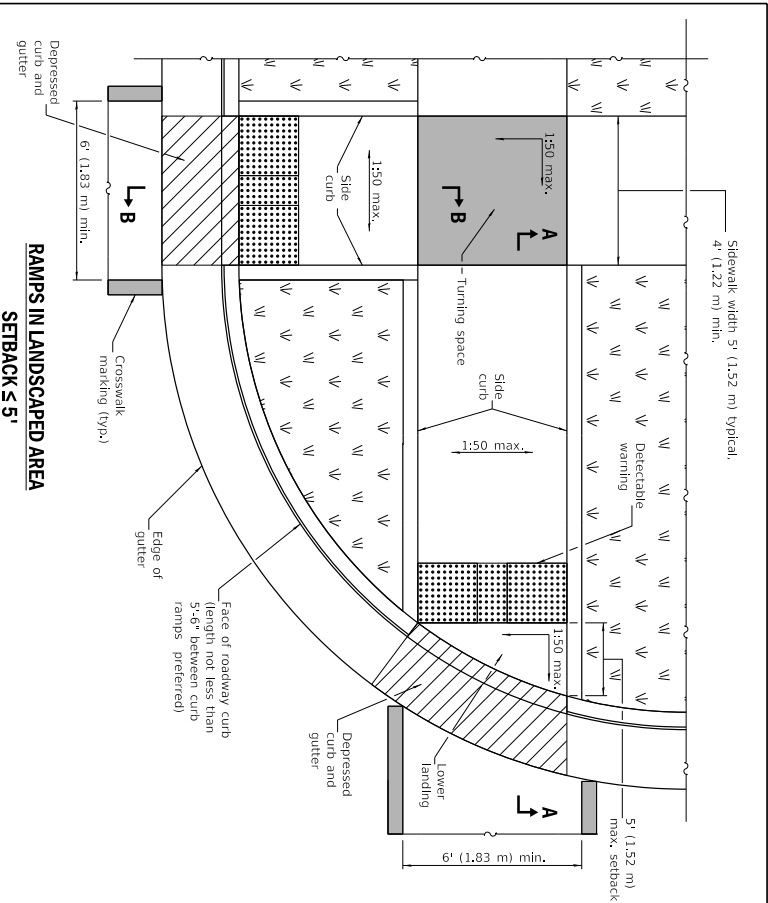 Sidewalk width 5' (1.52 m) typical,
4' (1.22 m) min.
Detectable
warning
5' (1.52 m)
max. setback
1:50 max.
A
B
Turning space
Side
curb
1:50 max.
1:50 max.
A
Lower
landing
6' (1.83 m) min.
Side
curb
1:50 max.
Depressed
curb and
gutter
Face of roadway curb
(length not less than
5'-6" between curb
ramps preferred)
Edge of
gutter
Depressed
curb and
gutter
B
6' (1.83 m) min.
Crosswalk
marking (typ.)
RAMPS IN LANDSCAPED AREA
SETBACK ≤ 5'